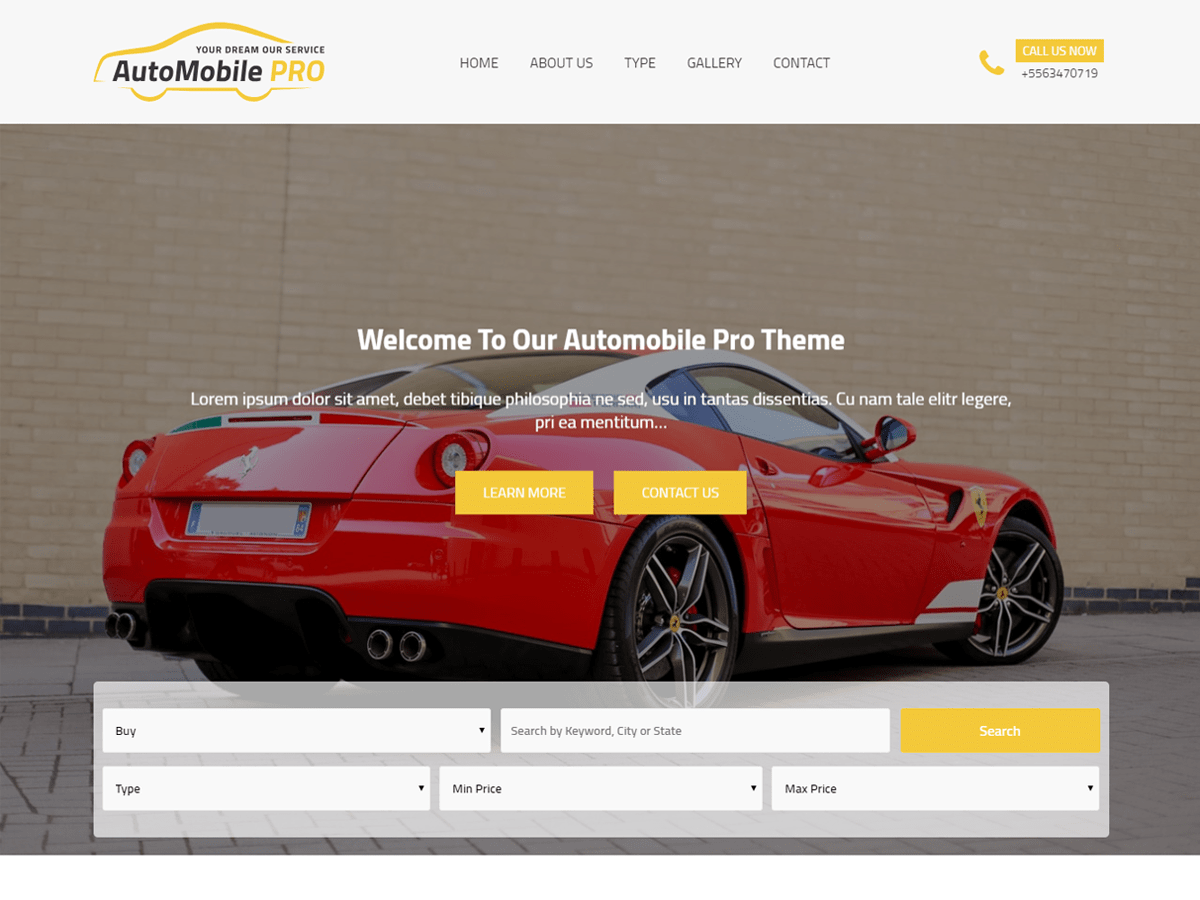 YOUR DREAM OUR SERVICE
AutoMobile PRO
HOME ABOUT US TYPE GALLERY CONTACT
CALL US NOW
+5563470719
Welcome To Our Automobile Pro Theme
Lorem ipsum dolor sit amet, debet tibique philosophia ne sed, usu in tantas dissentias. Cu nam tale elitr legere,
pri ea mentitum...
LEARN MORE CONTACT US
Buy Search by Keyword, City or State Search
Type Min Price Max Price